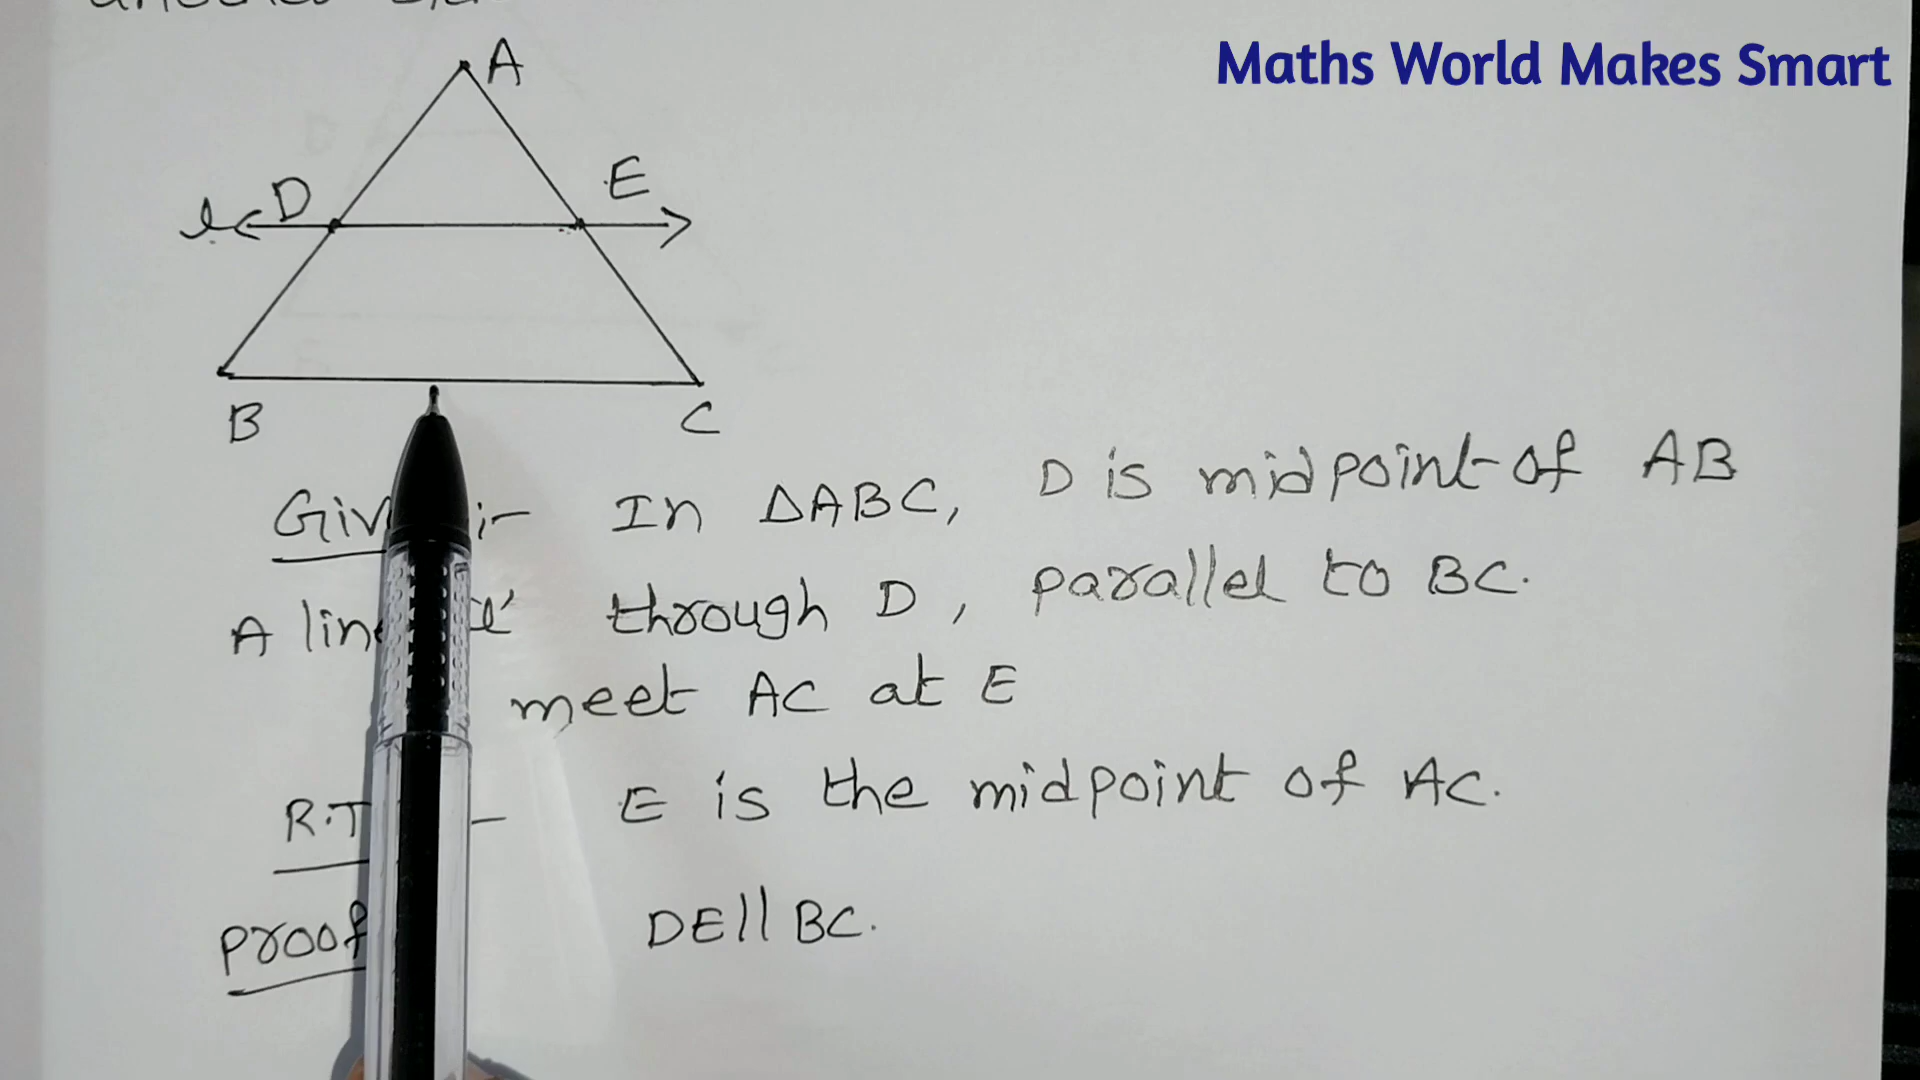 Maths World Makes Smart
A
D
E
l
B
C
:- In ΔABC, D is midpoint of AB
A through D, parallel to BC.
meet AC at E
R.T - E is the midpoint of AC.
proof DE||BC.